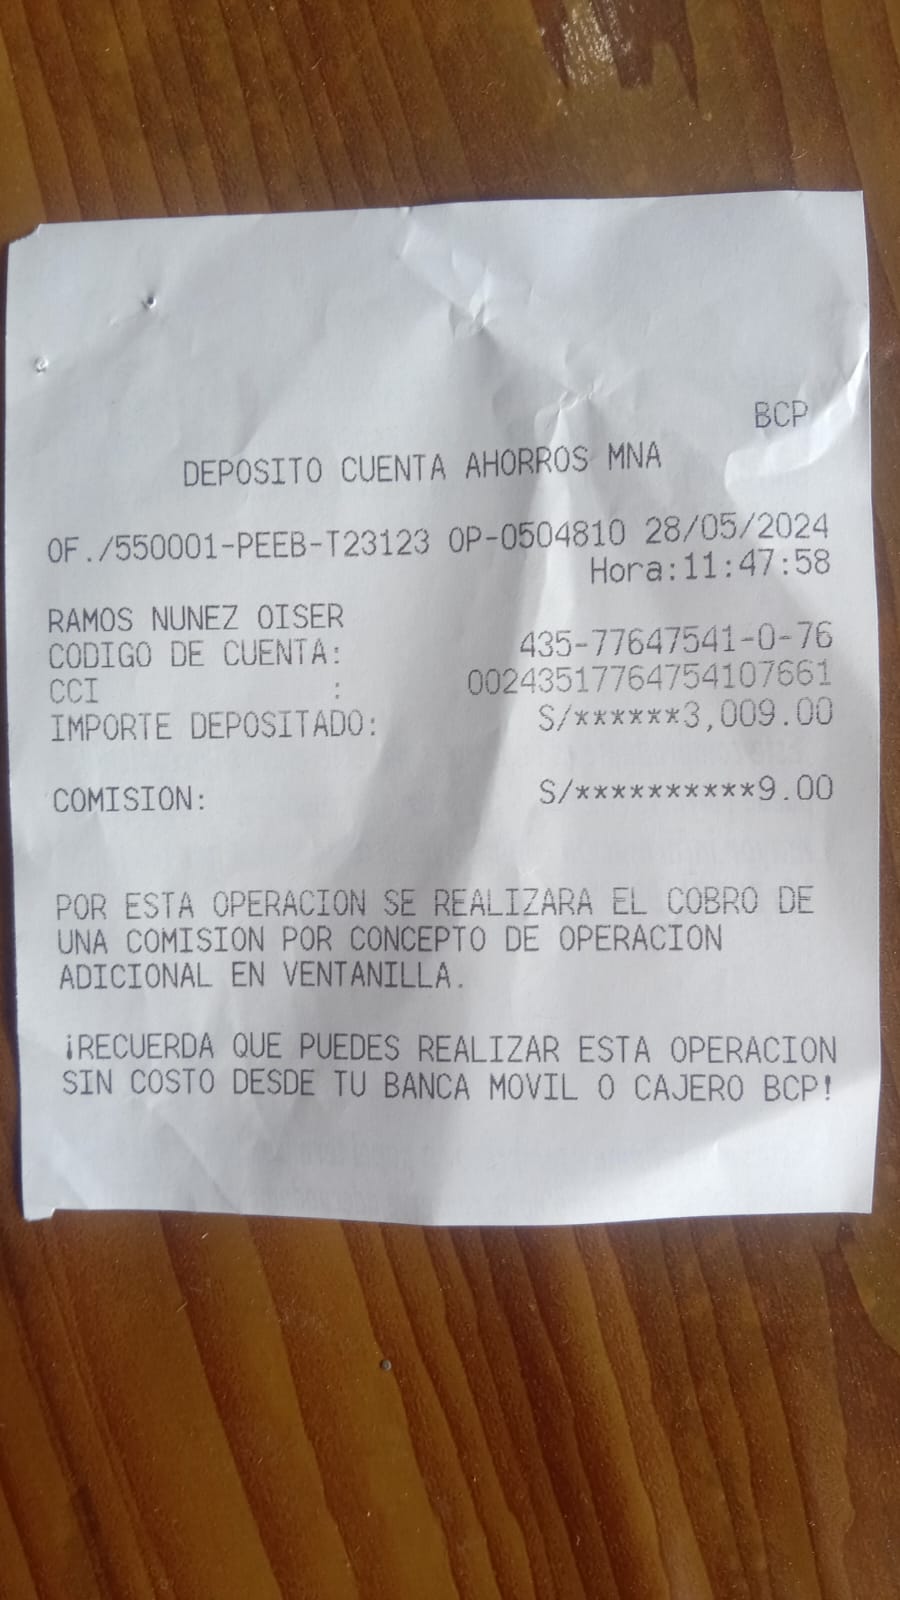 BCP
DEPOSITO CUENTA AHORROS MNA
OF./550001-PEEB-T23123 OP-0504810 28/05/2024
Hora:11:47:58
RAMOS NUNEZ OISER
CODIGO DE CUENTA: 435-77647541-0-76
CCI : 00243517764754107661
IMPORTE DEPOSITADO: S/******3,009.00
COMISION: S/**********9.00
POR ESTA OPERACION SE REALIZARA EL COBRO DE
UNA COMISION POR CONCEPTO DE OPERACION
ADICIONAL EN VENTANILLA.
¡RECUERDA QUE PUEDES REALIZAR ESTA OPERACION
SIN COSTO DESDE TU BANCA MOVIL O CAJERO BCP!